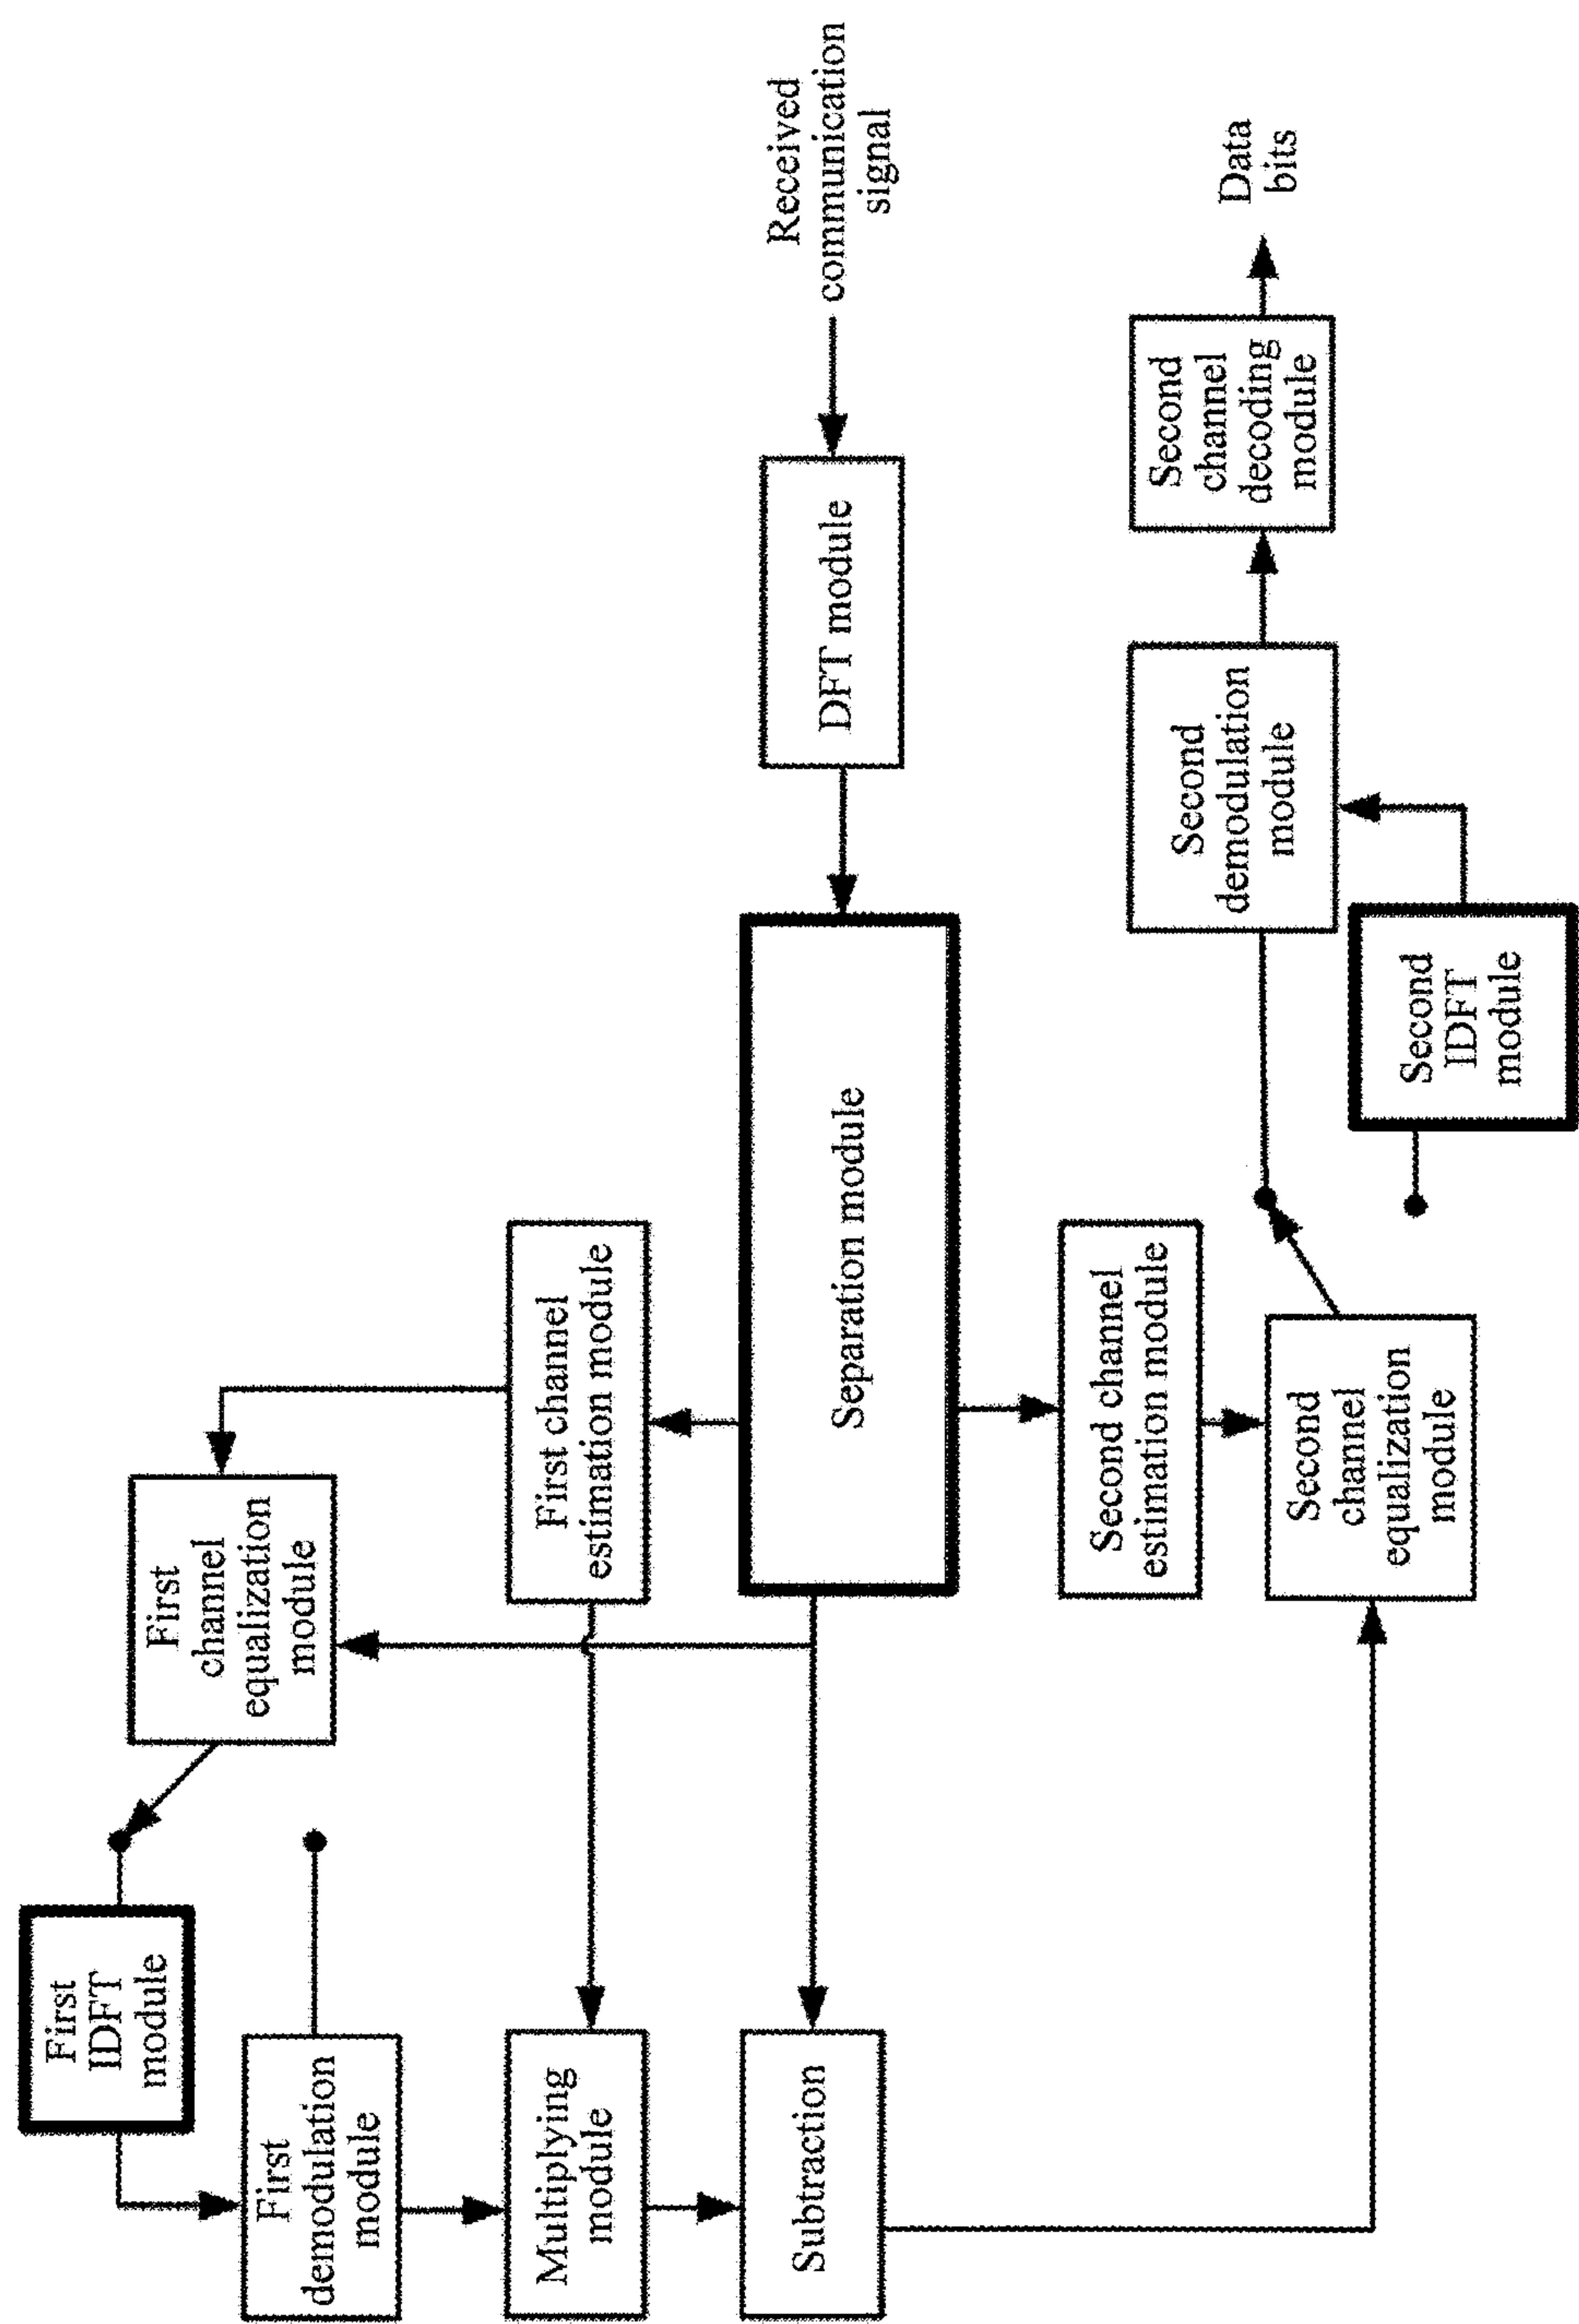 First
IDFT
module
First
demodulation
module
Multiplying
module
Subtraction
First
channel
equalization
module
First channel
estimation module
Separation module
Second channel
estimation module
Second
channel
equalization
module
DFT module
Received
communication
signal
Second
IDFT
module
Second
demodulation
module
Second
channel
decoding
module
Data
bits